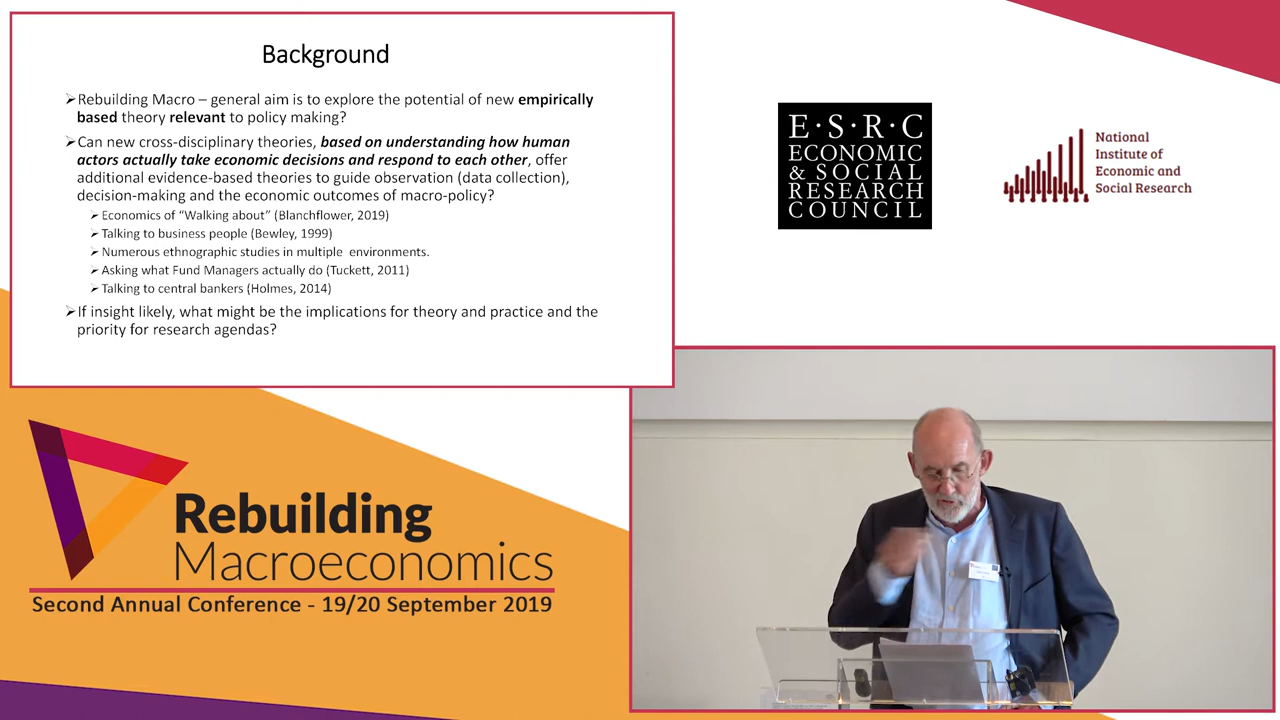 Background
➢Rebuilding Macro – general aim is to explore the potential of new empirically
based theory relevant to policy making?
➢Can new cross-disciplinary theories, based on understanding how human
actors actually take economic decisions and respond to each other, offer
additional evidence-based theories to guide observation (data collection),
decision-making and the economic outcomes of macro-policy?
➢Economics of “Walking about” (Blanchflower, 2019)
➢Talking to business people (Bewley, 1999)
➢Numerous ethnographic studies in multiple environments.
➢Asking what Fund Managers actually do (Tuckett, 2011)
➢Talking to central bankers (Holmes, 2014)
➢If insight likely, what might be the implications for theory and practice and the
priority for research agendas?
E·S·R·C
ECONOMIC
& SOCIAL
RESEARCH
COUNCIL
National
Institute of
Economic and
Social Research
Rebuilding
Macroeconomics
Second Annual Conference - 19/20 September 2019